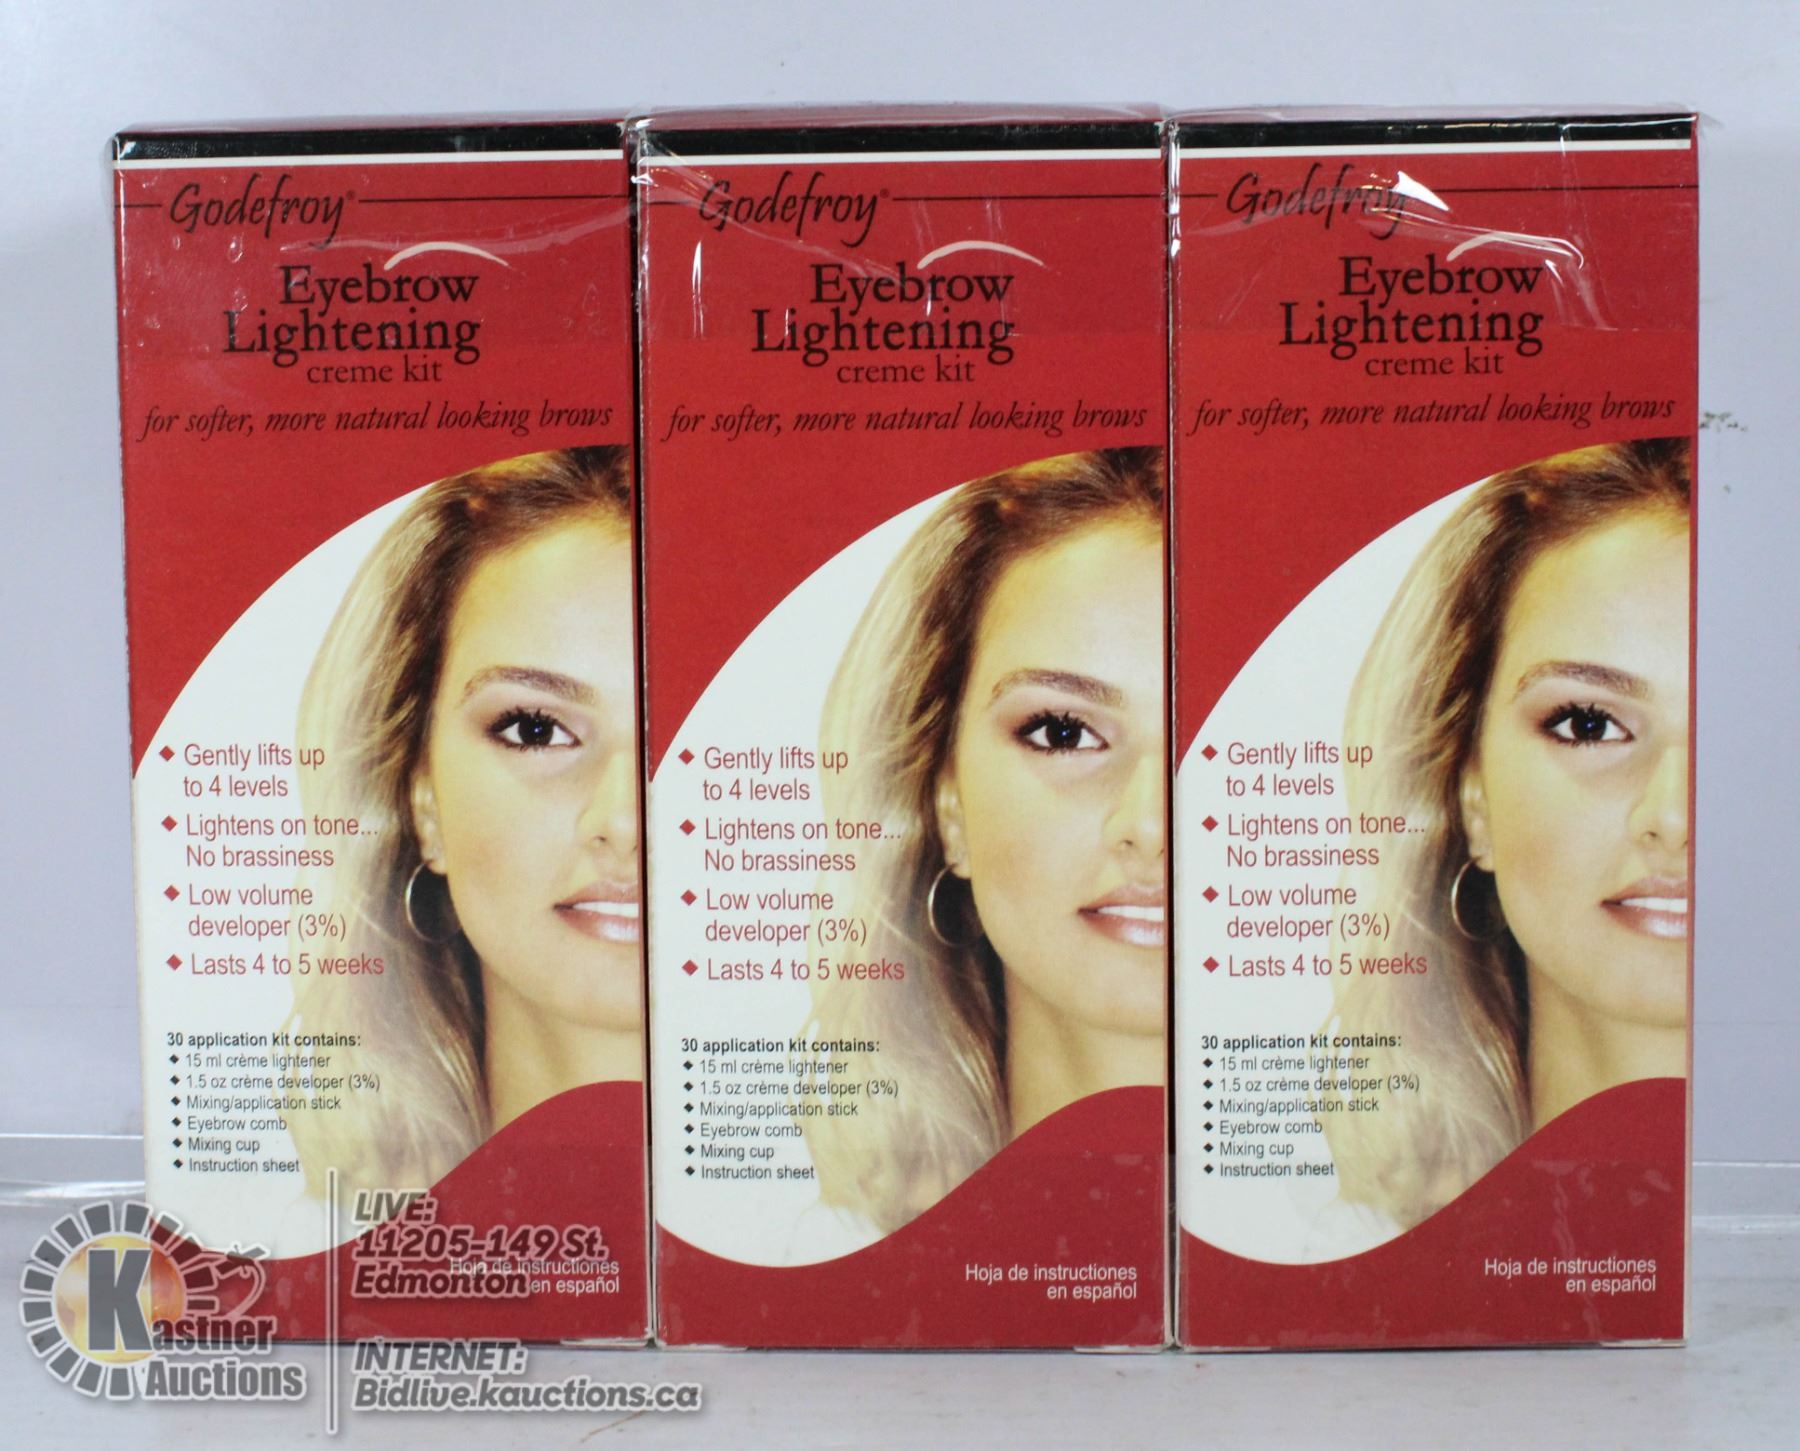 Godefroy®
Eyebrow
Lightening
creme kit
for softer, more natural looking brows
◆ Gently lifts up
to 4 levels
◆ Lightens on tone...
No brassiness
◆ Low volume
developer (3%)
◆ Lasts 4 to 5 weeks
30 application kit contains:
◆ 15 ml crème lightener
◆ 1.5 oz crème developer (3%)
◆ Mixing/application stick
◆ Eyebrow comb
◆ Mixing cup
◆ Instruction sheet
Hoja de instructiones
en español
Godefroy®
Eyebrow
Lightening
creme kit
for softer, more natural looking brows
◆ Gently lifts up
to 4 levels
◆ Lightens on tone...
No brassiness
◆ Low volume
developer (3%)
◆ Lasts 4 to 5 weeks
30 application kit contains:
◆ 15 ml crème lightener
◆ 1.5 oz crème developer (3%)
◆ Mixing/application stick
◆ Eyebrow comb
◆ Mixing cup
◆ Instruction sheet
Hoja de instructiones
en español
Godefroy
Eyebrow
Lightening
creme kit
for softer, more natural looking brows
◆ Gently lifts up
to 4 levels
◆ Lightens on tone...
No brassiness
◆ Low volume
developer (3%)
◆ Lasts 4 to 5 weeks
30 application kit contains:
◆ 15 ml crème lightener
◆ 1.5 oz crème developer (3%)
◆ Mixing/application stick
◆ Eyebrow comb
◆ Mixing cup
◆ Instruction sheet
Hoja de instructiones
en español
Kastner
Auctions
LIVE:
11205-149 St.
Edmonton
INTERNET:
Bidlive.kauctions.ca